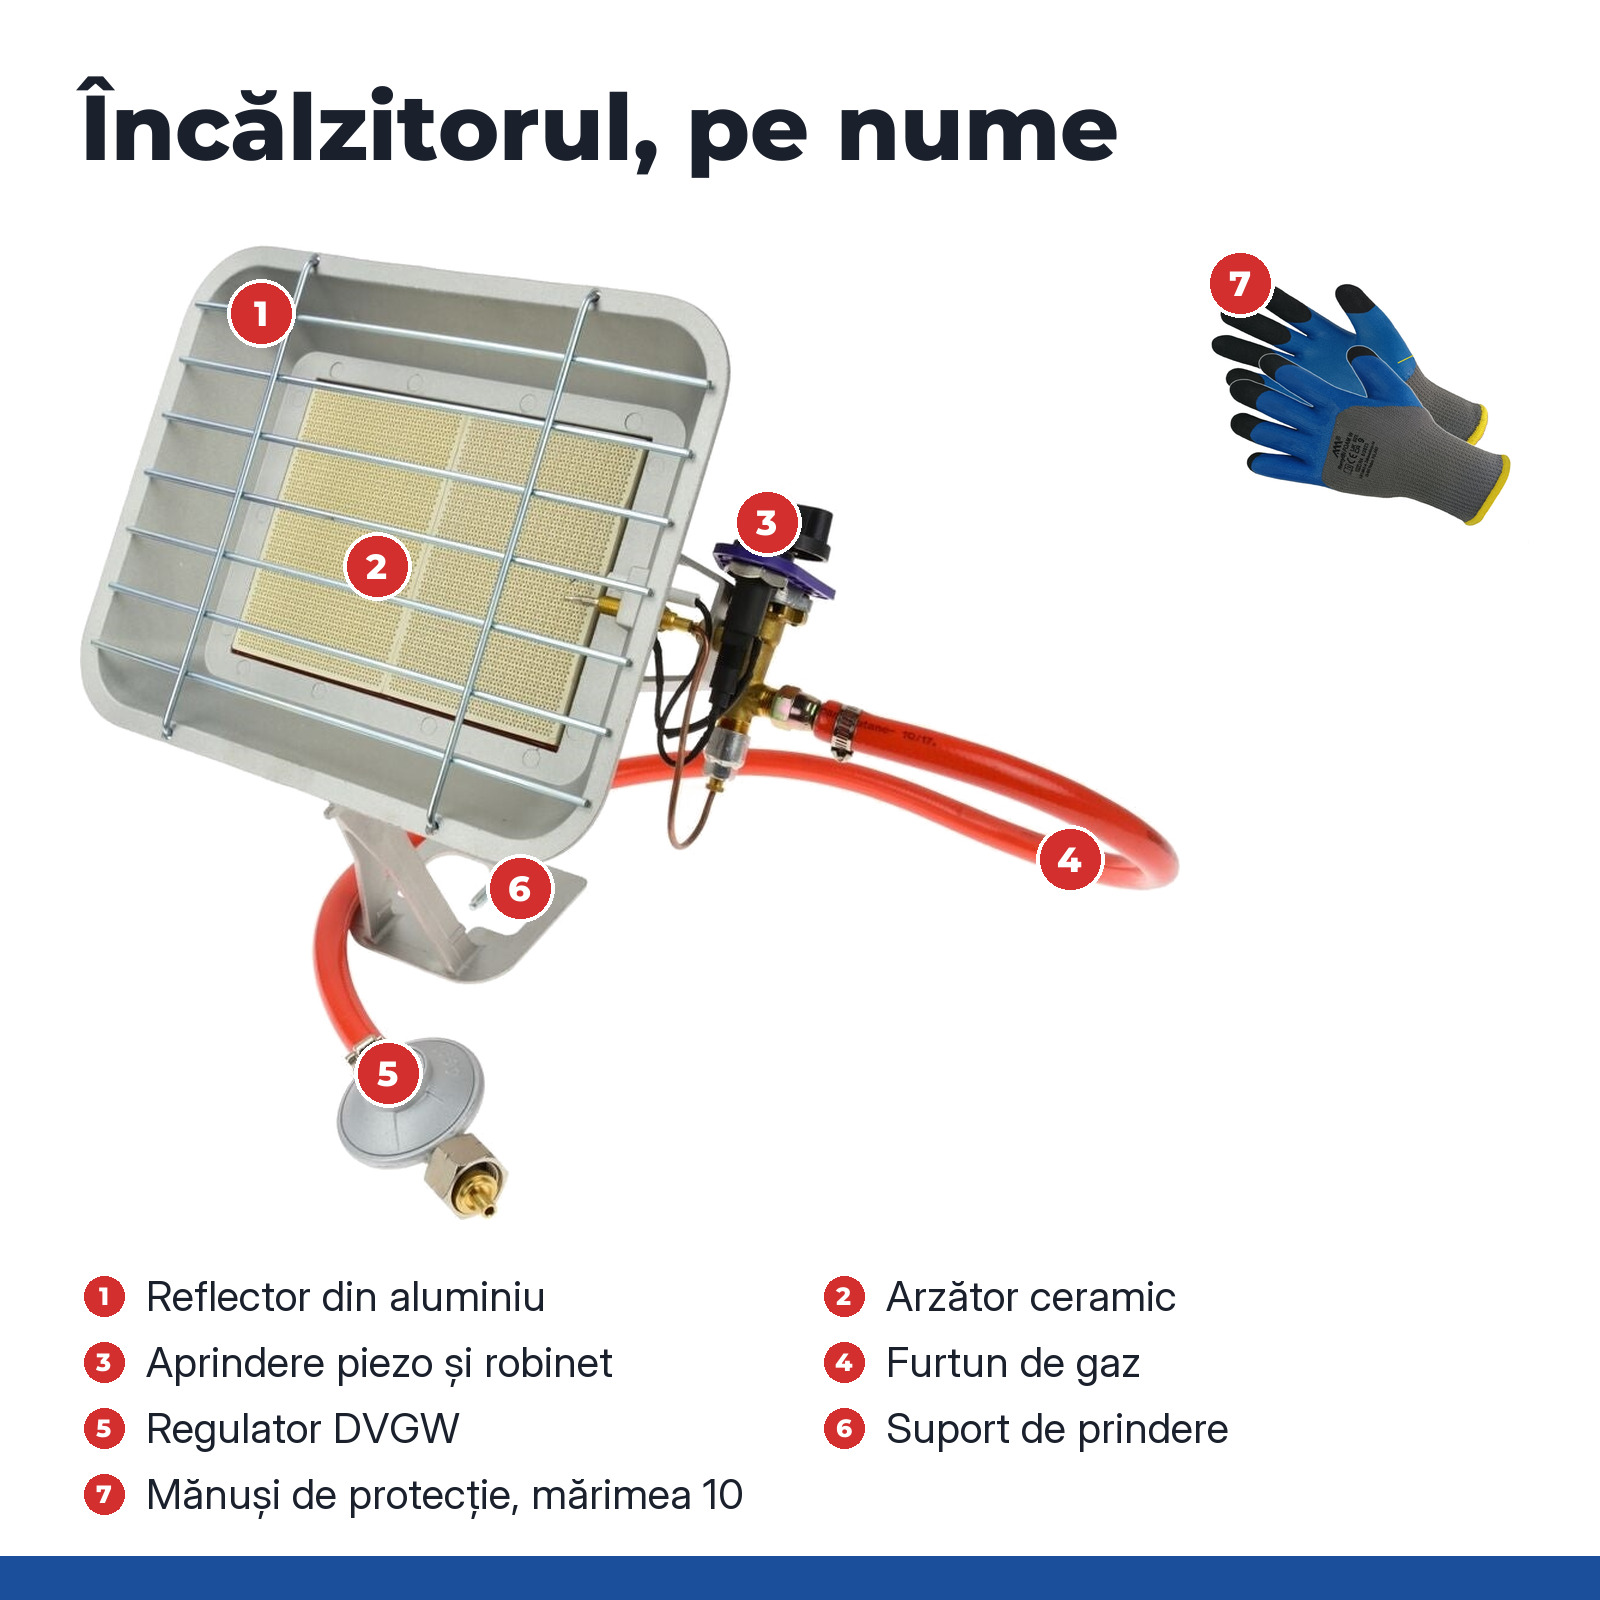 Încălzitorul, pe nume
1
7
3
2
4
6
5
10/17.
1 Reflector din aluminiu
2 Arzător ceramic
3 Aprindere piezo și robinet
4 Furtun de gaz
5 Regulator DVGW
6 Suport de prindere
7 Mănuși de protecție, mărimea 10